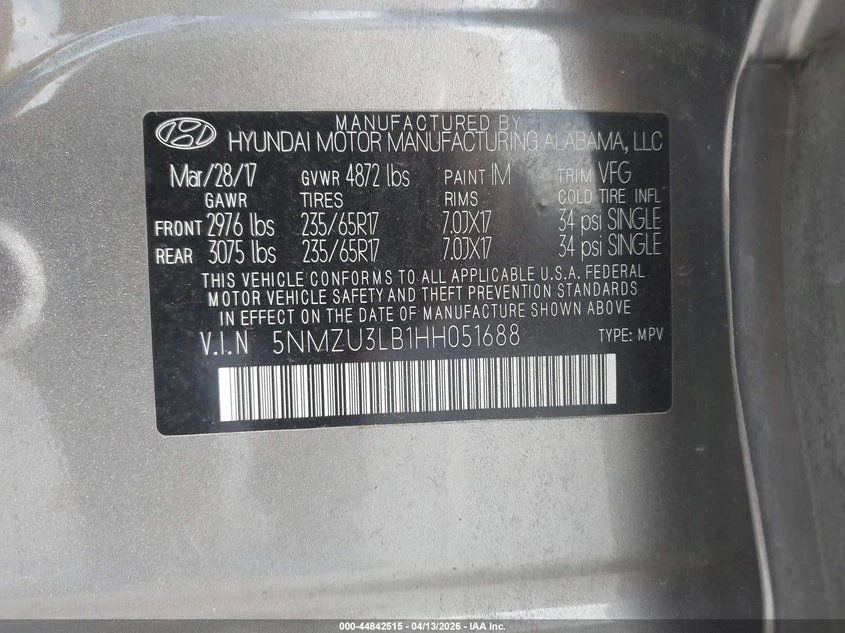 MANUFACTURED BY
HYUNDAI MOTOR MANUFACTURING ALABAMA, LLC
Mar/28/17 GVWR 4872 lbs PAINT IM TRIM VFG
GAWR TIRES RIMS COLD TIRE INFL
FRONT 2976 lbs 235/65R17 7.0JX17 34 psi SINGLE
REAR 3075 lbs 235/65R17 7.0JX17 34 psi SINGLE
THIS VEHICLE CONFORMS TO ALL APPLICABLE U.S.A. FEDERAL
MOTOR VEHICLE SAFETY AND THEFT PREVENTION STANDARDS
IN EFFECT ON THE DATE OF MANUFACTURE SHOWN ABOVE.
V.I.N 5NMZU3LB1HH051688 TYPE: MPV
000-44842515 - 04/13/2026 - IAA Inc.